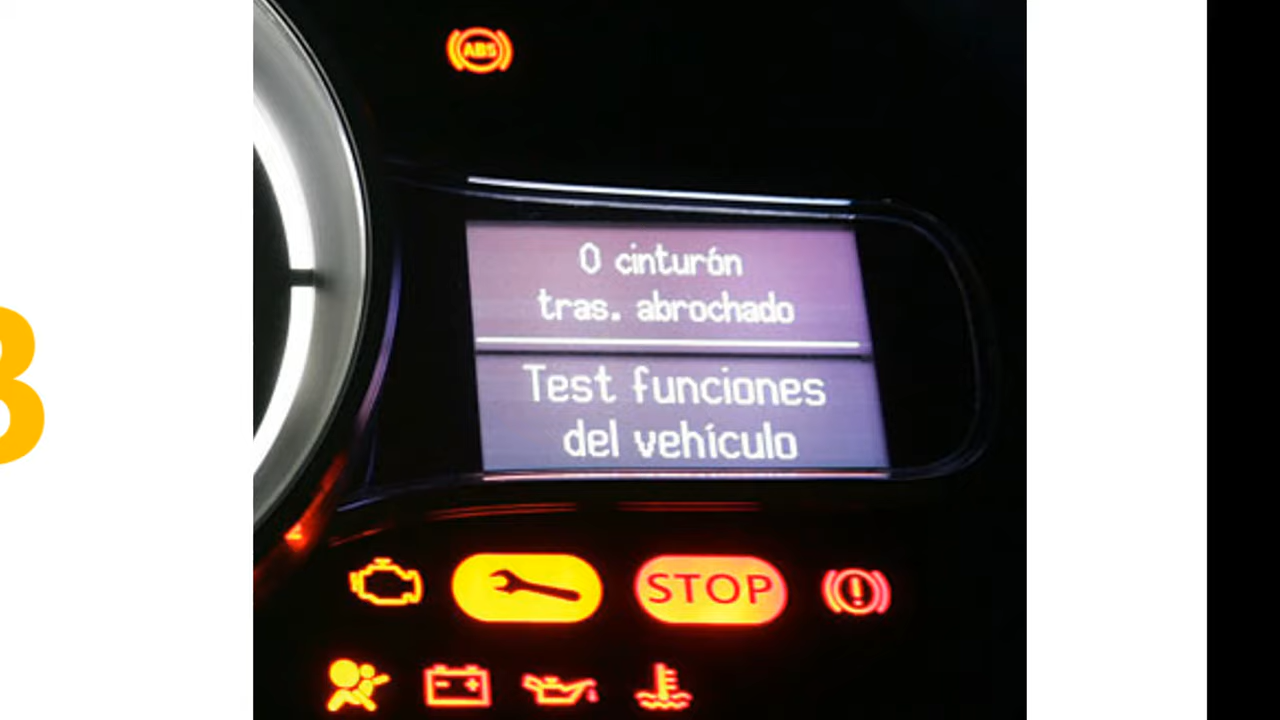 ABS
0 cinturón
tras. abrochado
Test funciones
del vehículo
STOP